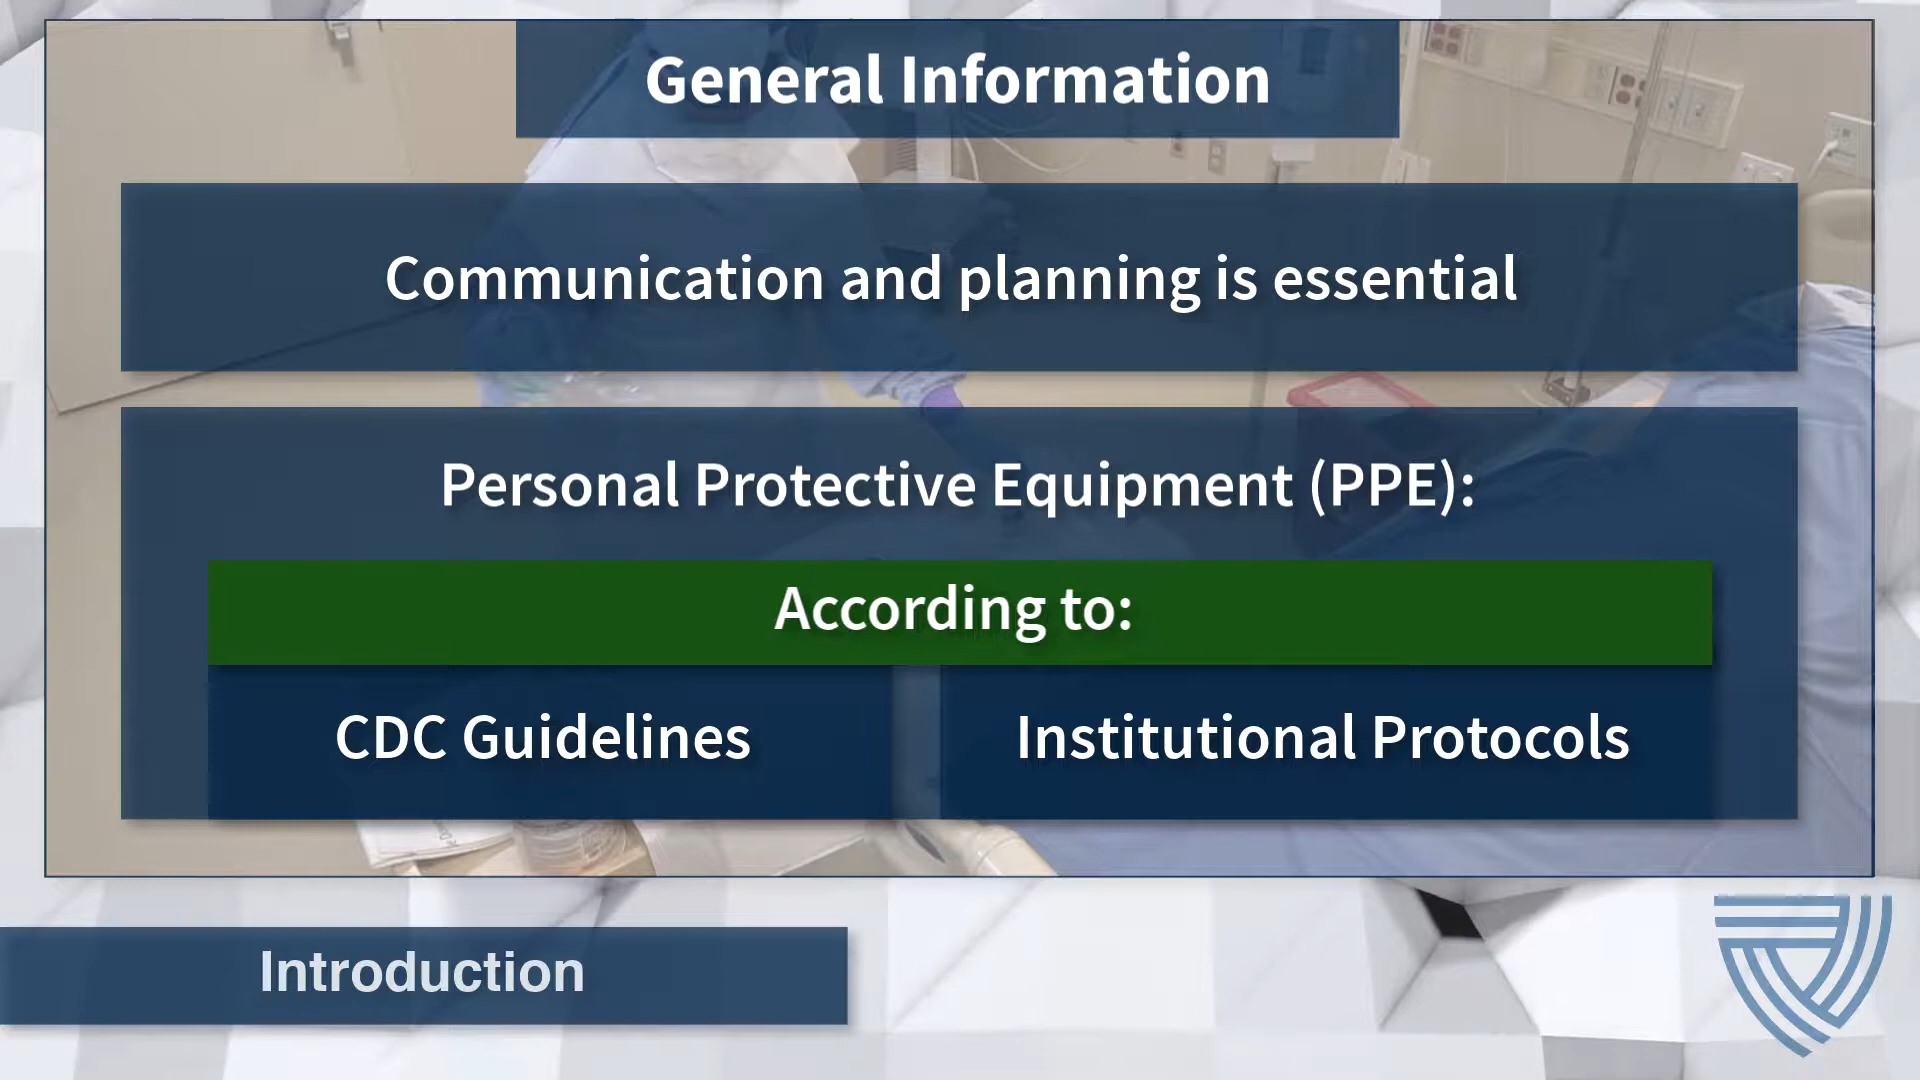 General Information
Communication and planning is essential
Personal Protective Equipment (PPE):
According to:
CDC Guidelines
Institutional Protocols
Introduction